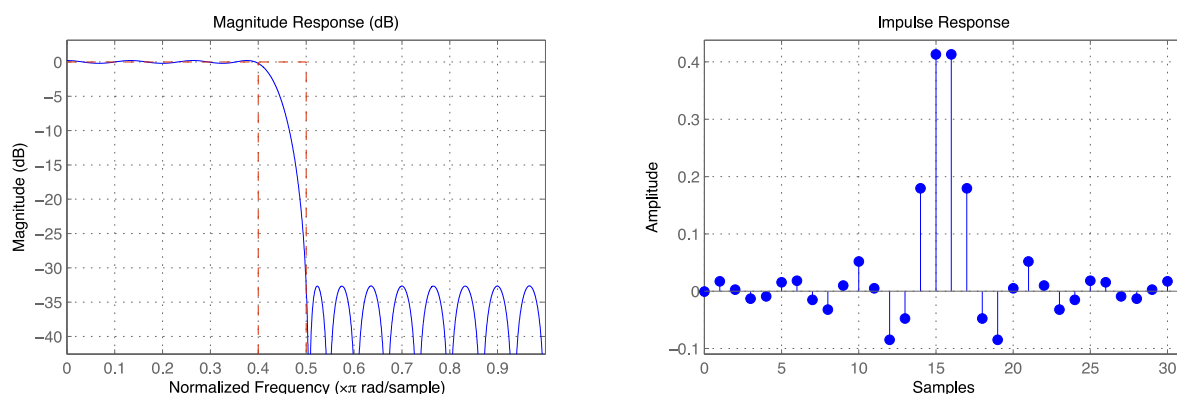 Magnitude Response (dB)
0
−5
−10
−15
−20
−25
−30
−35
−40
Magnitude (dB)
0 0.1 0.2 0.3 0.4 0.5 0.6 0.7 0.8 0.9
Normalized Frequency (×π rad/sample)
Impulse Response
0.4
0.3
0.2
0.1
0
−0.1
Amplitude
0 5 10 15 20 25 30
Samples